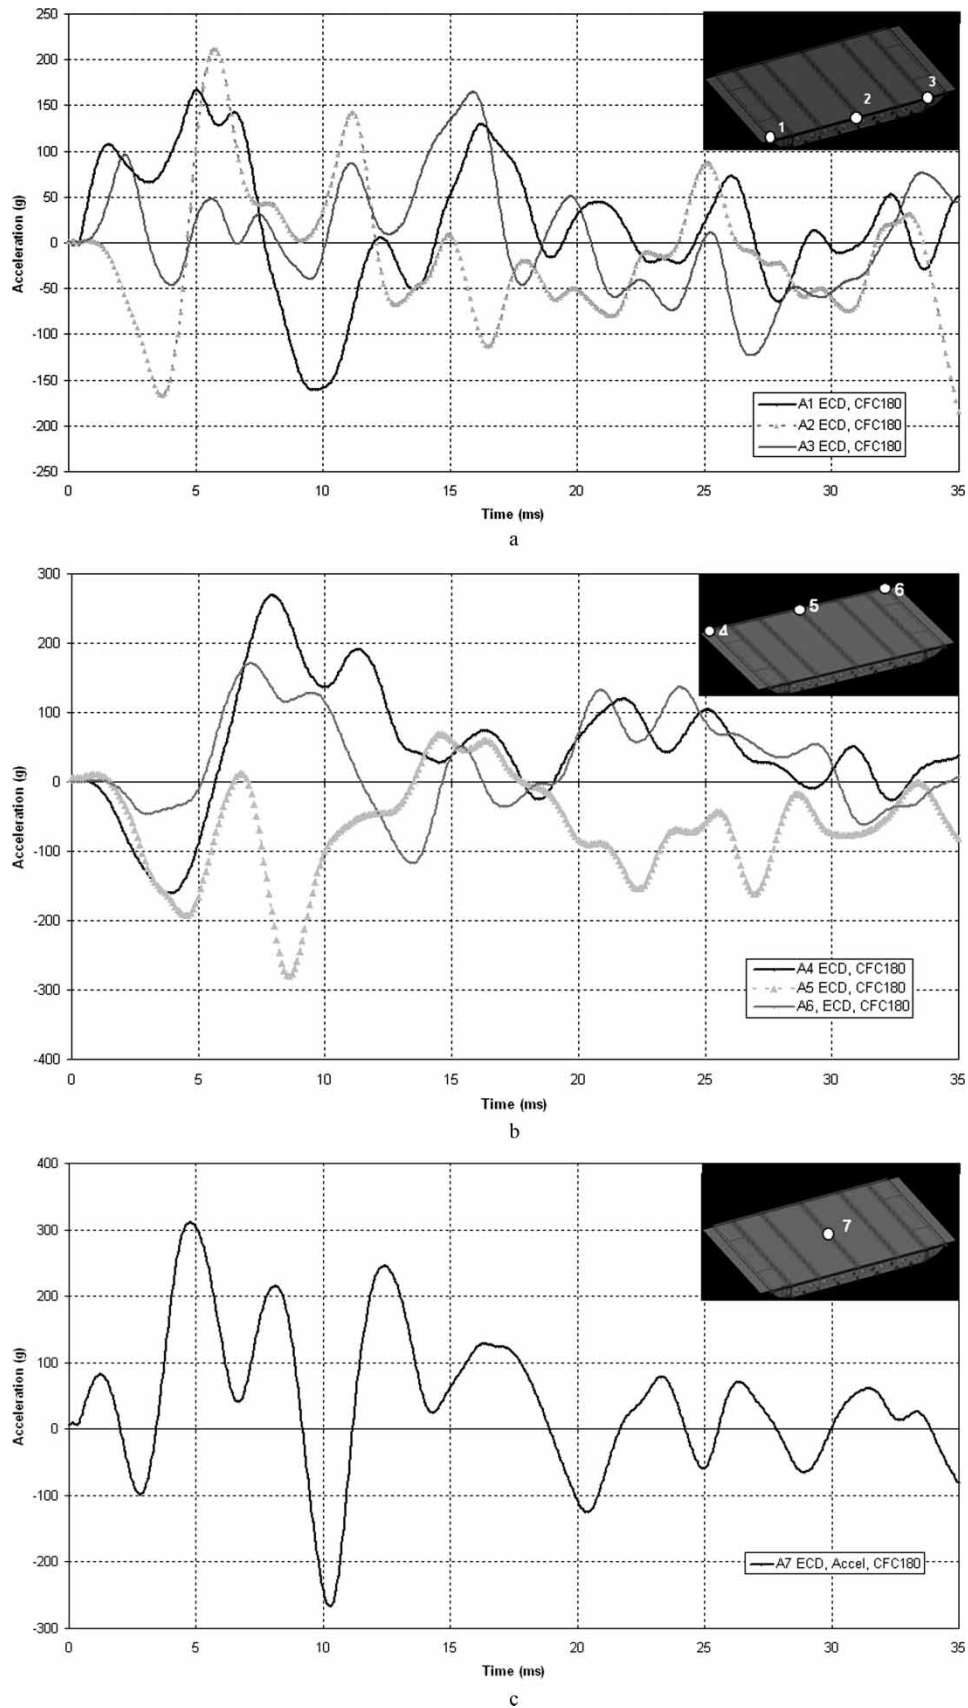 250
200
150
100
50
0
-50
-100
-150
-200
-250
Acceleration (g)
1
2
3
A1 ECD, CFC180
A2 ECD, CFC180
A3 ECD, CFC180
0 5 10 15 20 25 30 35
Time (ms)
a
300
200
100
0
-100
-200
-300
-400
Acceleration (g)
4
5
6
A4 ECD, CFC180
A5 ECD, CFC180
A6, ECD, CFC180
0 5 10 15 20 25 30 35
Time (ms)
b
400
300
200
100
0
-100
-200
-300
Acceleration (g)
7
A7 ECD, Accel, CFC180
0 5 10 15 20 25 30 35
Time (ms)
c